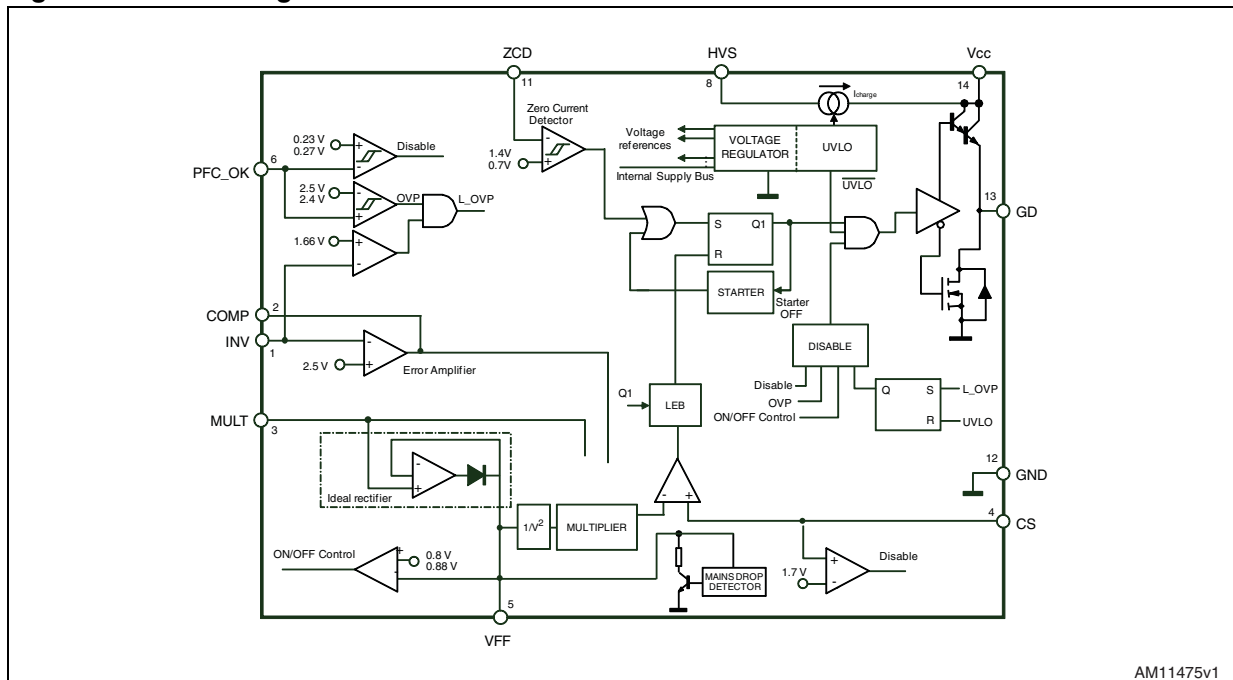 ZCD
HVS
Vcc
11
8
14
Icharge
Zero Current
Detector
Voltage
references
VOLTAGE
REGULATOR
UVLO
Internal Supply Bus
UVLO
1.4V
0.7V
0.23 V
0.27 V
Disable
6
PFC_OK
2.5 V
2.4 V
OVP
L_OVP
1.66 V
13
GD
S
Q1
R
STARTER
Starter
OFF
COMP
2
INV
1
2.5 V
Error Amplifier
DISABLE
Disable
OVP
ON/OFF Control
Q
S
L_OVP
R
UVLO
Q1
LEB
MULT
3
Ideal rectifier
12
GND
4
CS
1/V²
MULTIPLIER
ON/OFF Control
0.8 V
0.88 V
MAINS DROP
DETECTOR
1.7 V
Disable
5
VFF
AM11475v1